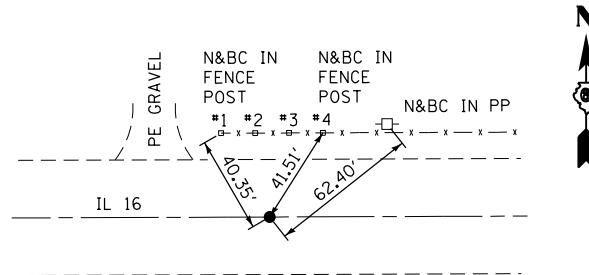 N
N&BC IN
FENCE
POST
N&BC IN
FENCE
POST
PE GRAVEL
N&BC IN PP
#1 #2 #3 #4
40.35'
41.51'
62.40'
IL 16